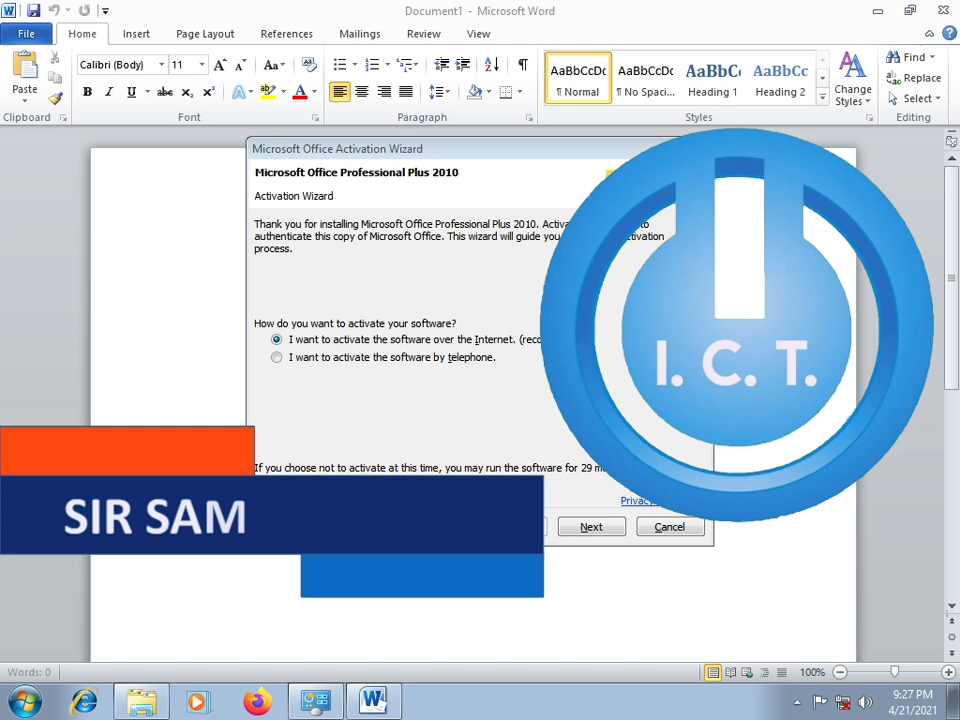 Document1 - Microsoft Word
File Home Insert Page Layout References Mailings Review View
Calibri (Body) 11 Aa
AaBbCcDc AaBbCcDc AaBbCc AaBbCc
Paste
B I U abc x₂ x² A ab A
¶ Normal ¶ No Spaci... Heading 1 Heading 2
Change
Styles
Find
Replace
Select
Clipboard Font Paragraph Styles Editing
Microsoft Office Activation Wizard
Microsoft Office Professional Plus 2010
Activation Wizard
Thank you for installing Microsoft Office Professional Plus 2010.
authenticate this copy of Microsoft Office. This wizard will guide you
process.
How do you want to activate your software?
I want to activate the software over the Internet.
I want to activate the software by telephone.
I. C. T.
If you choose not to activate at this time, you may run the software for 29
SIR SAM
Next Cancel
Words: 0
100%
9:27 PM
4/21/2021